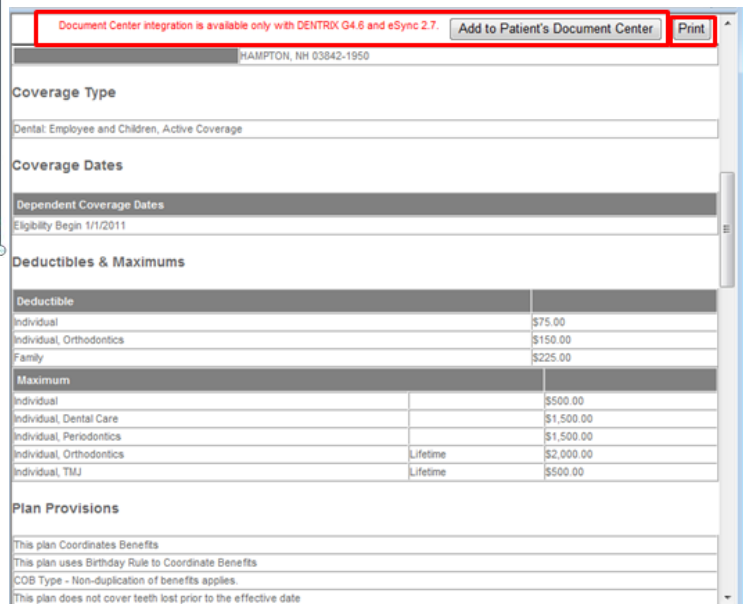 Document Center integration is available only with DENTRIX G4.6 and eSync 2.7. Add to Patient's Document Center Print
HAMPTON, NH 03842-1950
Coverage Type
Dental: Employee and Children, Active Coverage
Coverage Dates
Dependent Coverage Dates
Eligibility Begin 1/1/2011
Deductibles & Maximums
Deductible
Individual $75.00
Individual, Orthodontics $150.00
Family $225.00
Maximum
Individual $500.00
Individual, Dental Care $1,500.00
Individual, Periodontics $1,500.00
Individual, Orthodontics Lifetime $2,000.00
Individual, TMJ Lifetime $500.00
Plan Provisions
This plan Coordinates Benefits
This plan uses Birthday Rule to Coordinate Benefits
COB Type - Non-duplication of benefits applies.
This plan does not cover teeth lost prior to the effective date